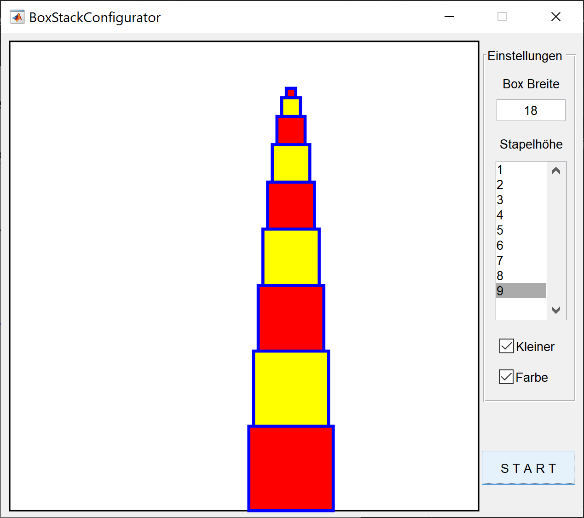 BoxStackConfigurator
Einstellungen
Box Breite
18
Stapelhöhe
1
2
3
4
5
6
7
8
9
Kleiner
Farbe
S T A R T